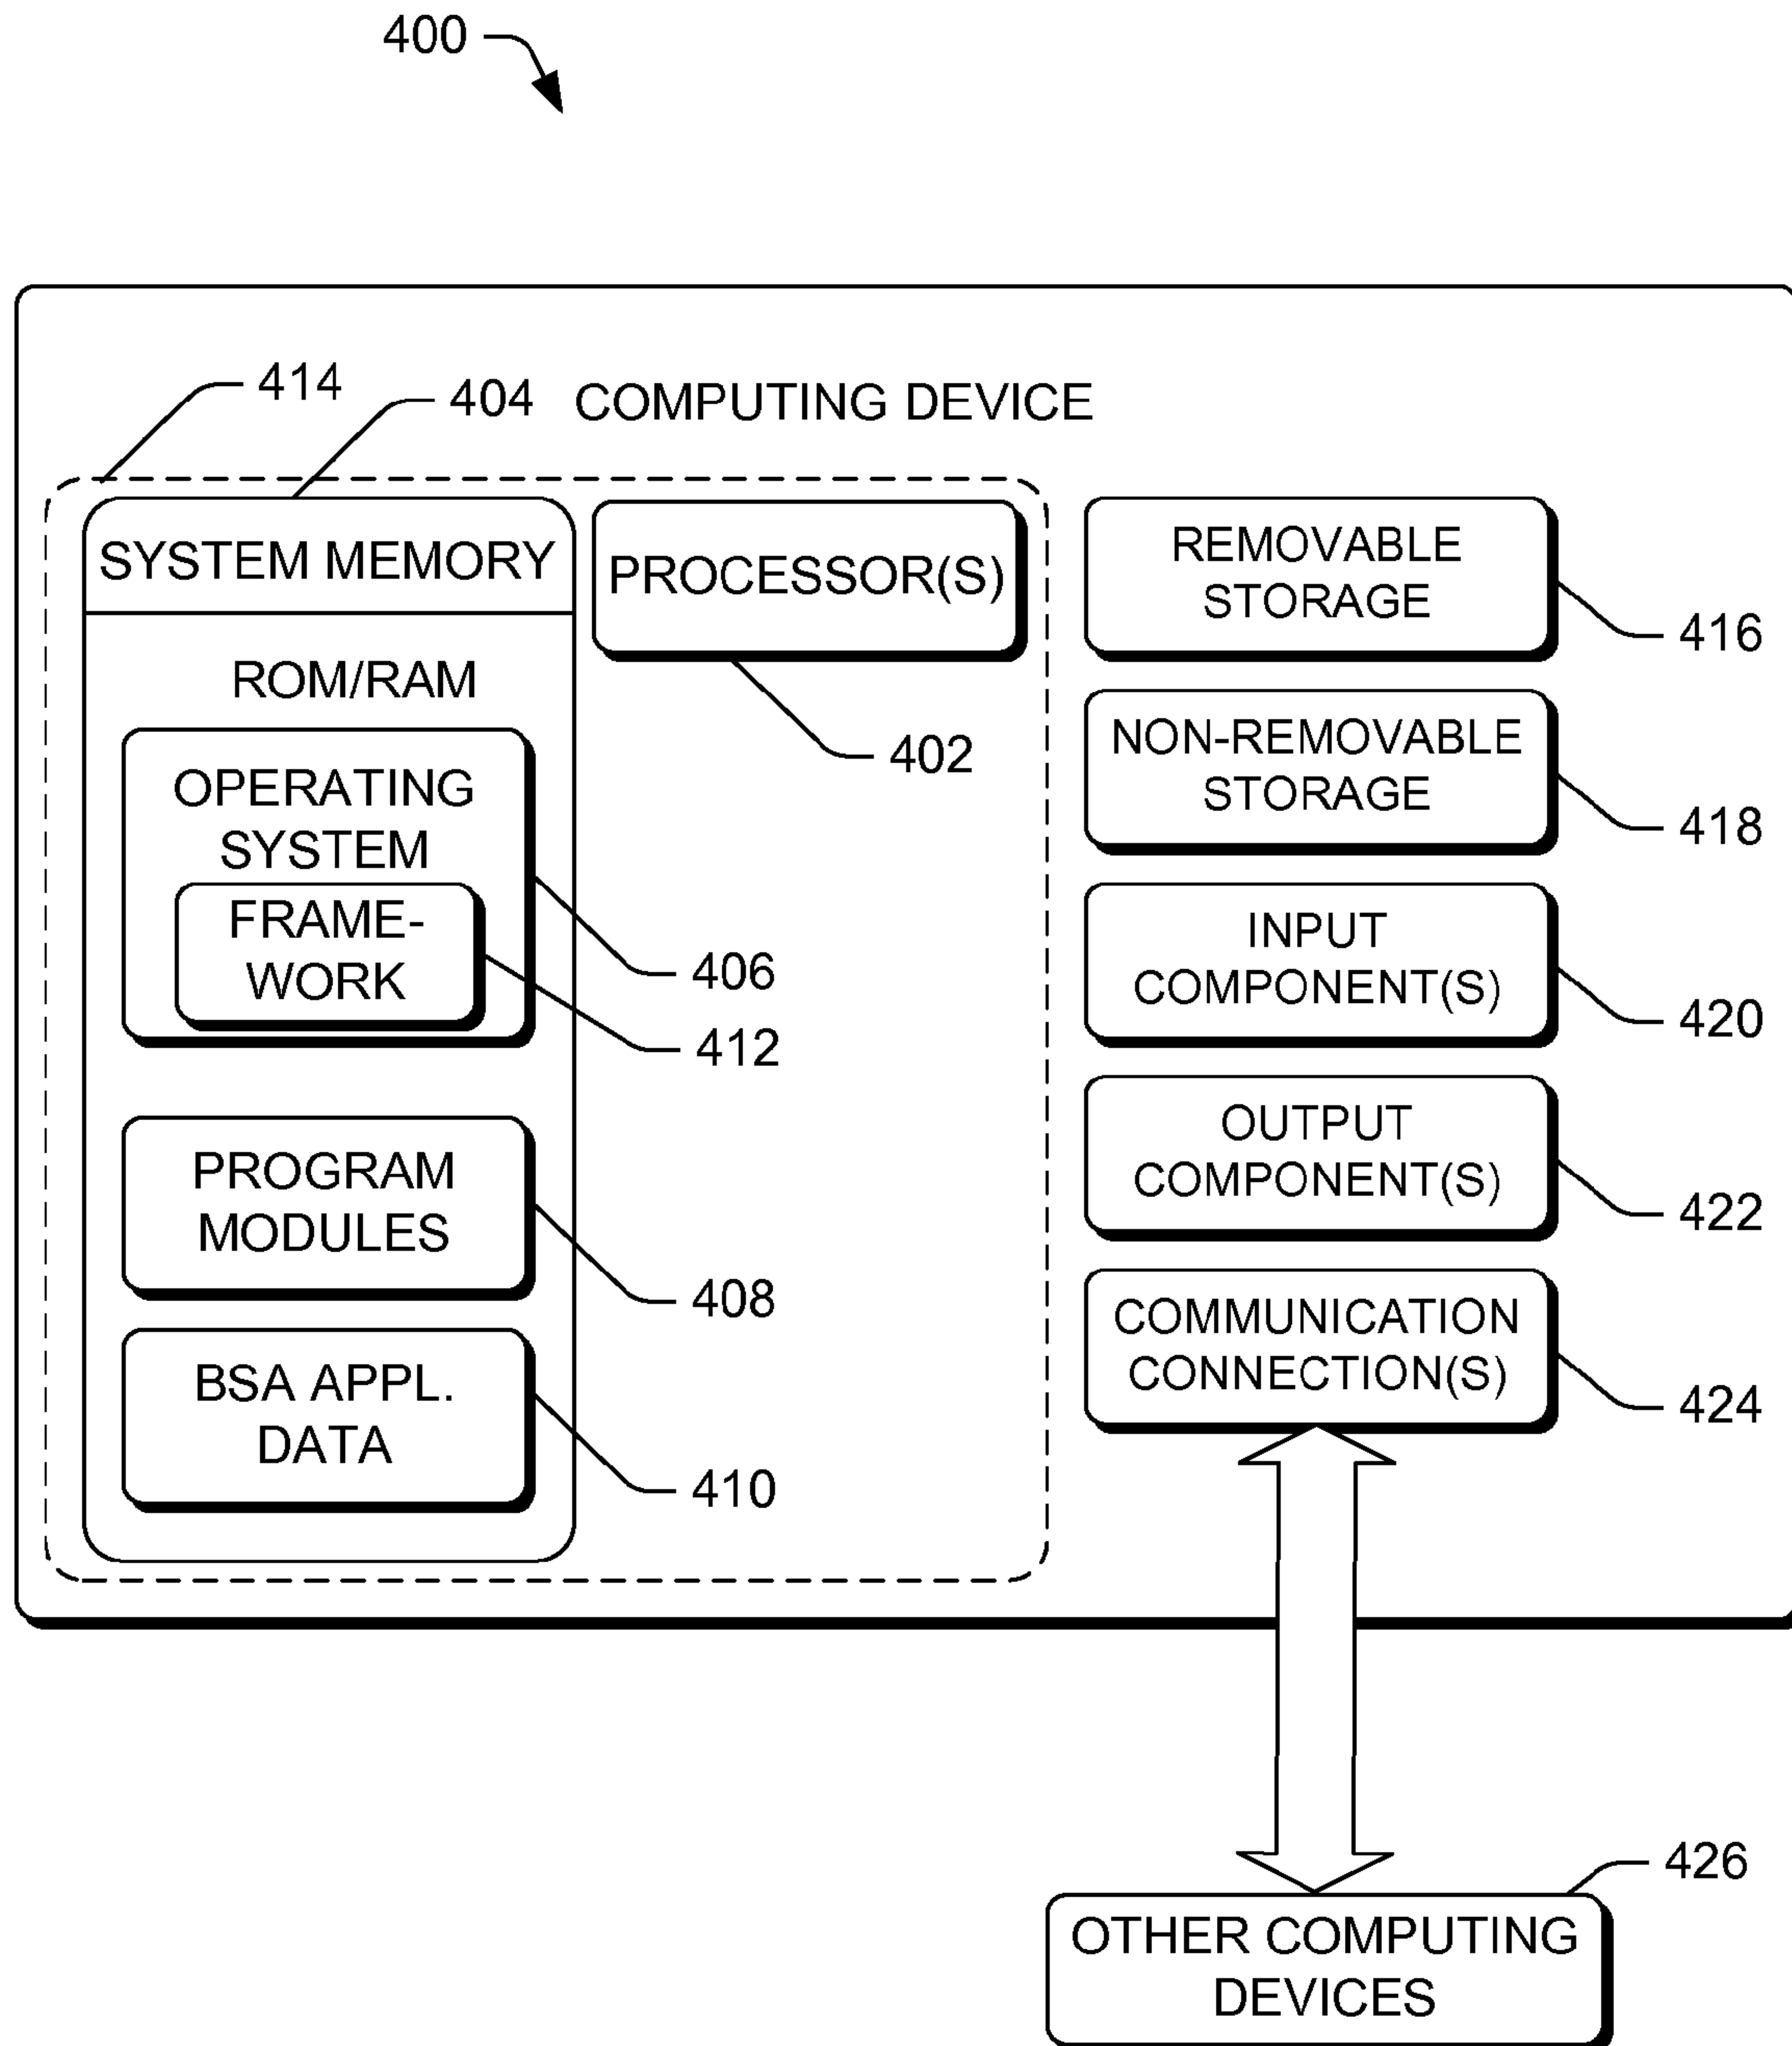 400
414
404
COMPUTING DEVICE
SYSTEM MEMORY
PROCESSOR(S)
402
ROM/RAM
OPERATING
SYSTEM
406
FRAME-
WORK
412
PROGRAM
MODULES
408
BSA APPL.
DATA
410
REMOVABLE
STORAGE
416
NON-REMOVABLE
STORAGE
418
INPUT
COMPONENT(S)
420
OUTPUT
COMPONENT(S)
422
COMMUNICATION
CONNECTION(S)
424
426
OTHER COMPUTING
DEVICES